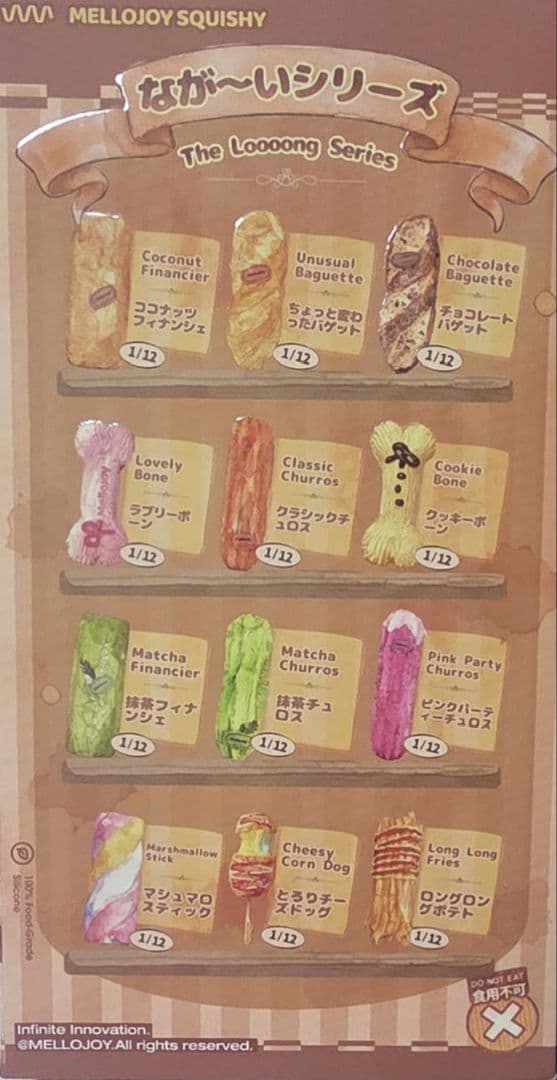 MELLOJOY SQUISHY
なが〜いシリーズ
The Loooong Series
Coconut
Financier
ココナッツ
フィナンシェ
1/12
Unusual
Baguette
ちょっと変わ
ったバゲット
1/12
Chocolate
Baguette
チョコレート
バゲット
1/12
Lovely
Bone
ラブリーボ
ーン
1/12
Classic
Churros
クラシックチ
ュロス
1/12
Cookie
Bone
クッキーボ
ーン
1/12
Matcha
Financier
抹茶フィナ
ンシェ
1/12
Matcha
Churros
抹茶チュ
ロス
1/12
Pink Party
Churros
ピンクパーテ
ィーチュロス
1/12
Marshmallow
Stick
マシュマロ
スティック
1/12
Cheesy
Corn Dog
とろりチー
ズドッグ
1/12
Long Long
Fries
ロングロン
グポテト
1/12
100% Food-Grade
Silicone
DO NOT EAT
食用不可
Infinite Innovation.
@MELLOJOY.All rights reserved.